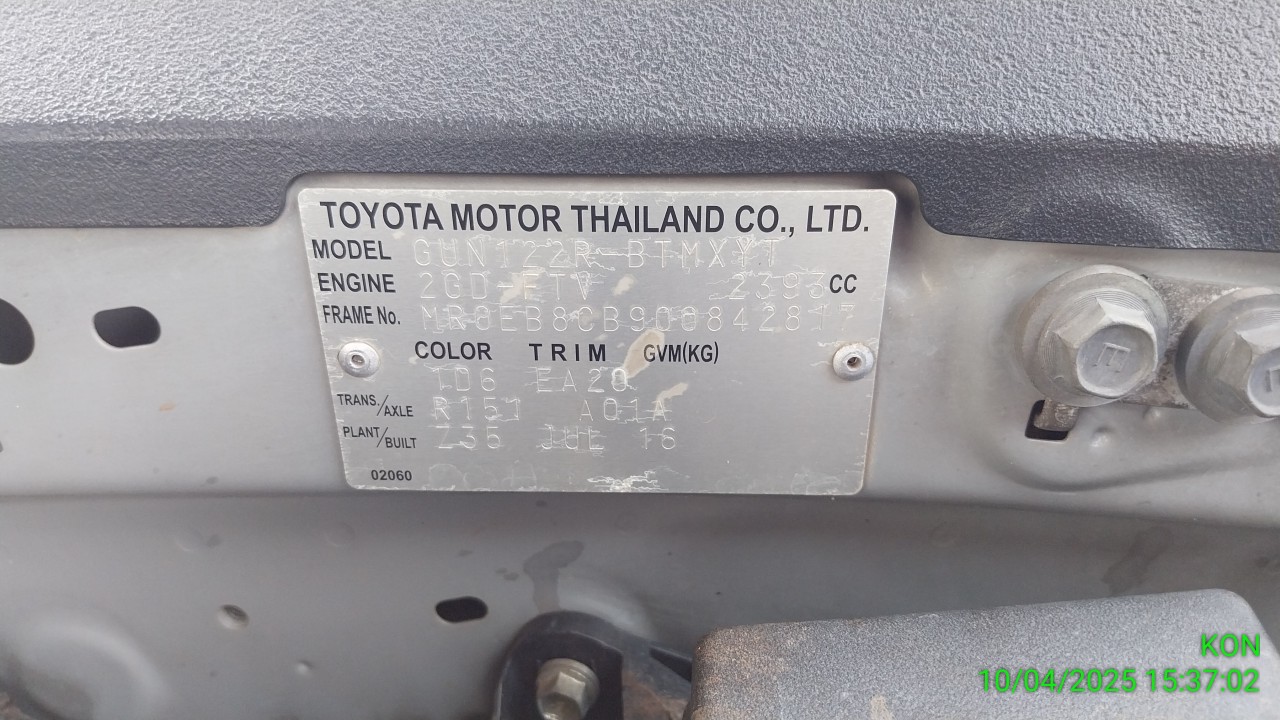 TOYOTA MOTOR THAILAND CO., LTD.
MODEL GUN122R-BTMXYT
ENGINE 2GD-FTV 2393 CC
FRAME No. MR0EB8CB900842817
COLOR TRIM GVM(KG)
1D6 EA20
TRANS./AXLE R151 A01A
PLANT/BUILT Z35 JUL 16
02060
KON
10/04/2025 15:37:02